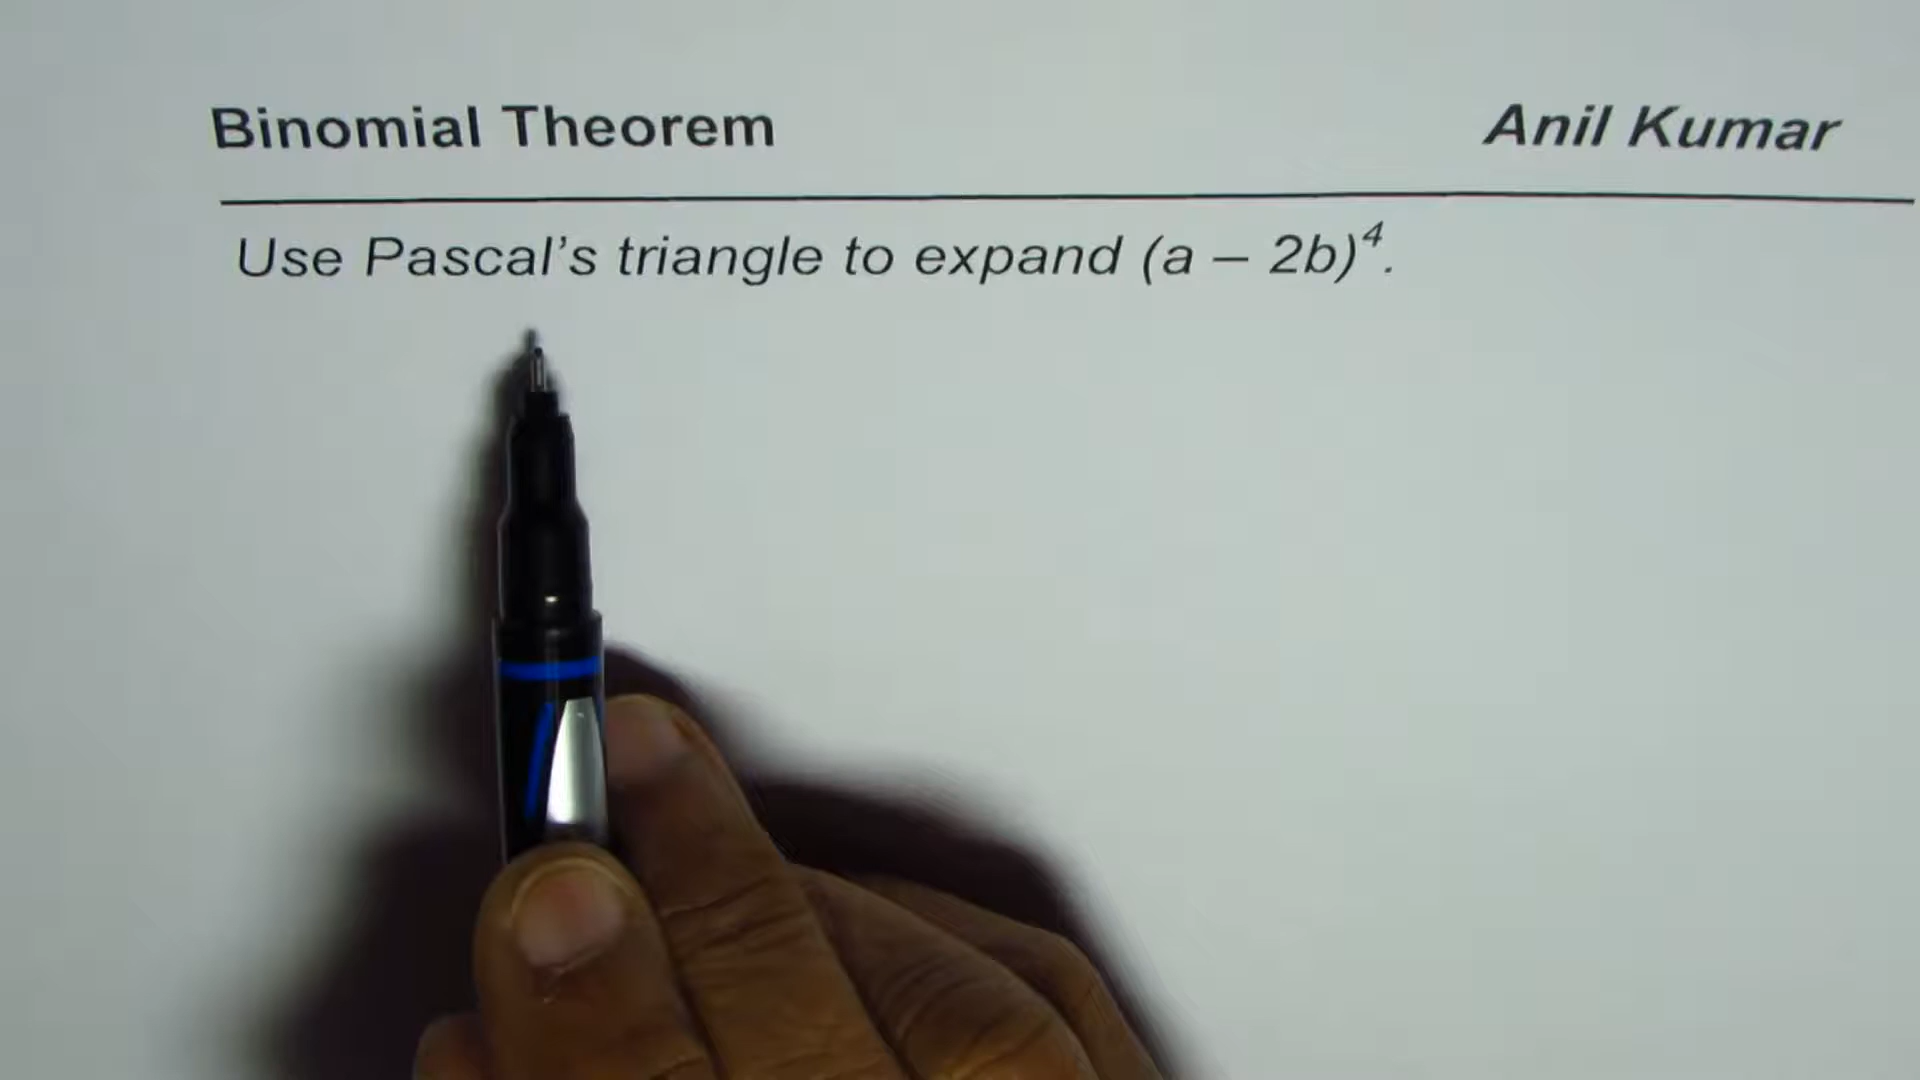 Binomial Theorem Anil Kumar
Use Pascal’s triangle to expand (a – 2b)⁴.